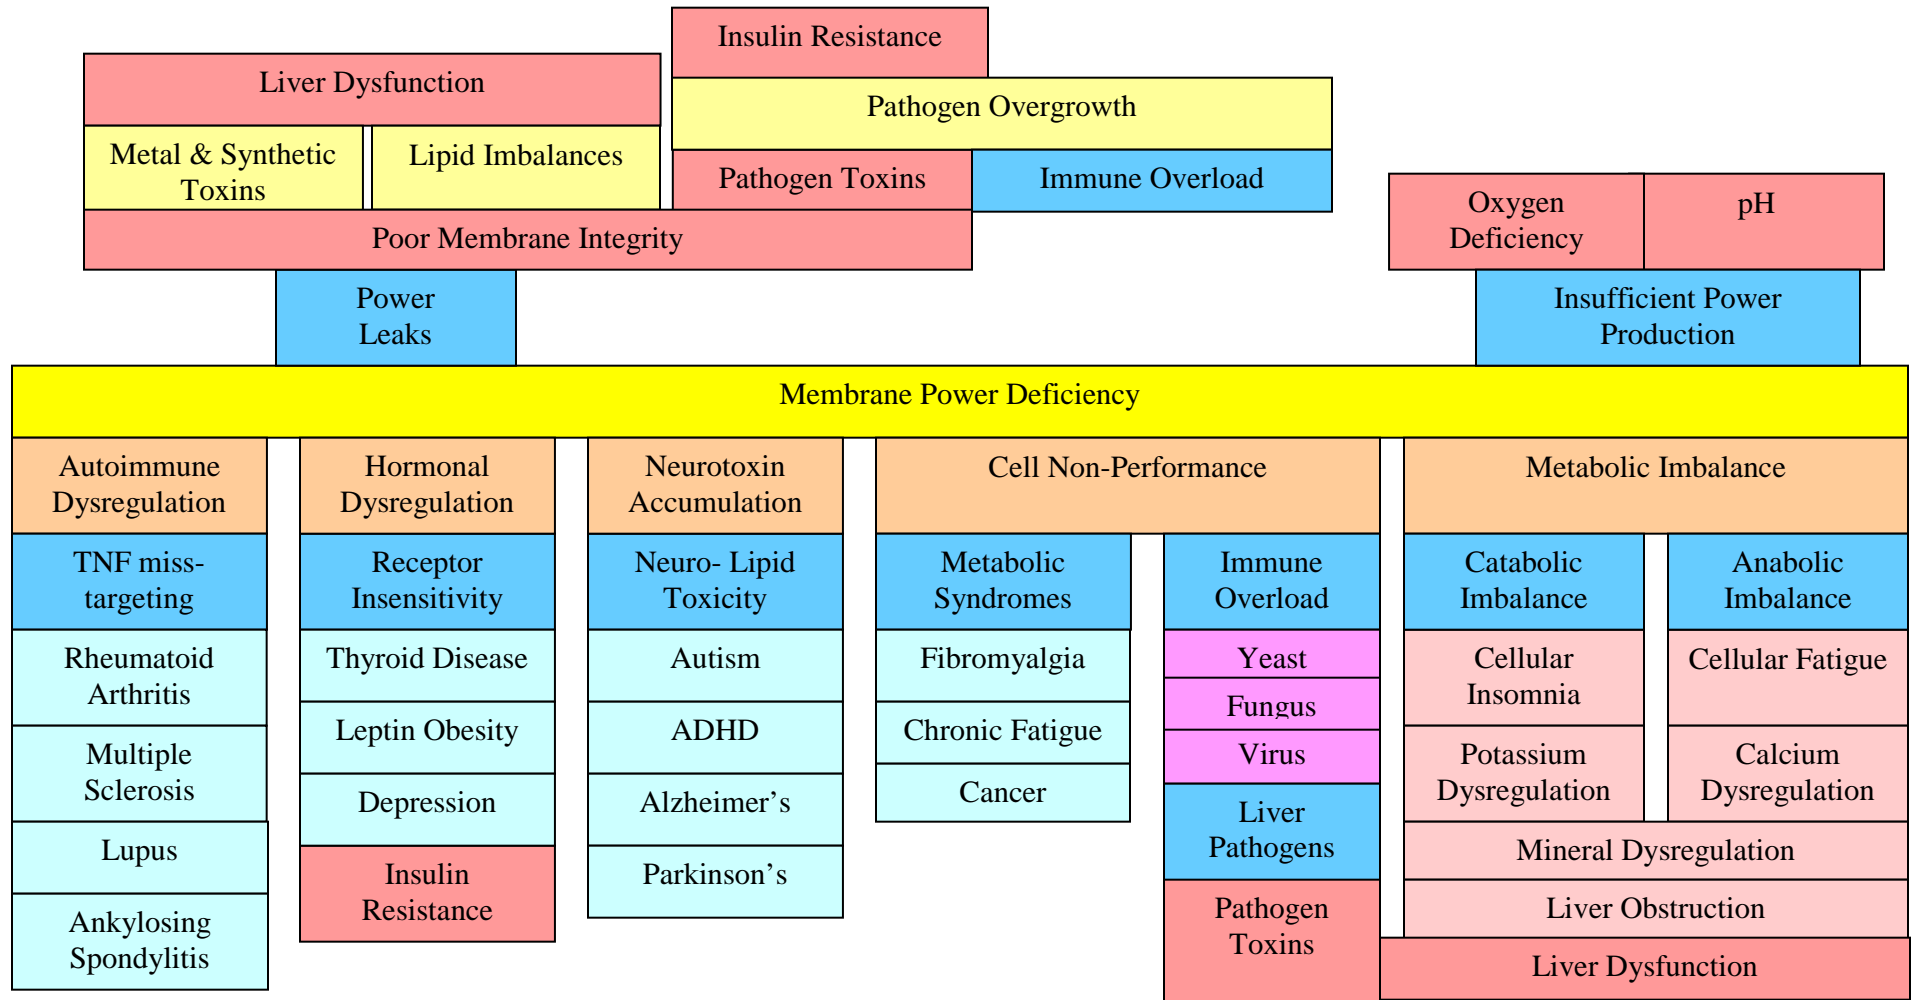 Insulin Resistance
Liver Dysfunction
Pathogen Overgrowth
Metal & Synthetic
Toxins
Lipid Imbalances
Pathogen Toxins
Immune Overload
Oxygen
Deficiency
pH
Poor Membrane Integrity
Power
Leaks
Insufficient Power
Production
Membrane Power Deficiency
Autoimmune
Dysregulation
Hormonal
Dysregulation
Neurotoxin
Accumulation
Cell Non-Performance
Metabolic Imbalance
TNF miss-
targeting
Receptor
Insensitivity
Neuro- Lipid
Toxicity
Metabolic
Syndromes
Immune
Overload
Catabolic
Imbalance
Anabolic
Imbalance
Rheumatoid
Arthritis
Multiple
Sclerosis
Lupus
Ankylosing
Spondylitis
Thyroid Disease
Leptin Obesity
Depression
Insulin
Resistance
Autism
ADHD
Alzheimer’s
Parkinson’s
Fibromyalgia
Chronic Fatigue
Cancer
Yeast
Fungus
Virus
Liver
Pathogens
Pathogen
Toxins
Cellular
Insomnia
Potassium
Dysregulation
Cellular Fatigue
Calcium
Dysregulation
Mineral Dysregulation
Liver Obstruction
Liver Dysfunction